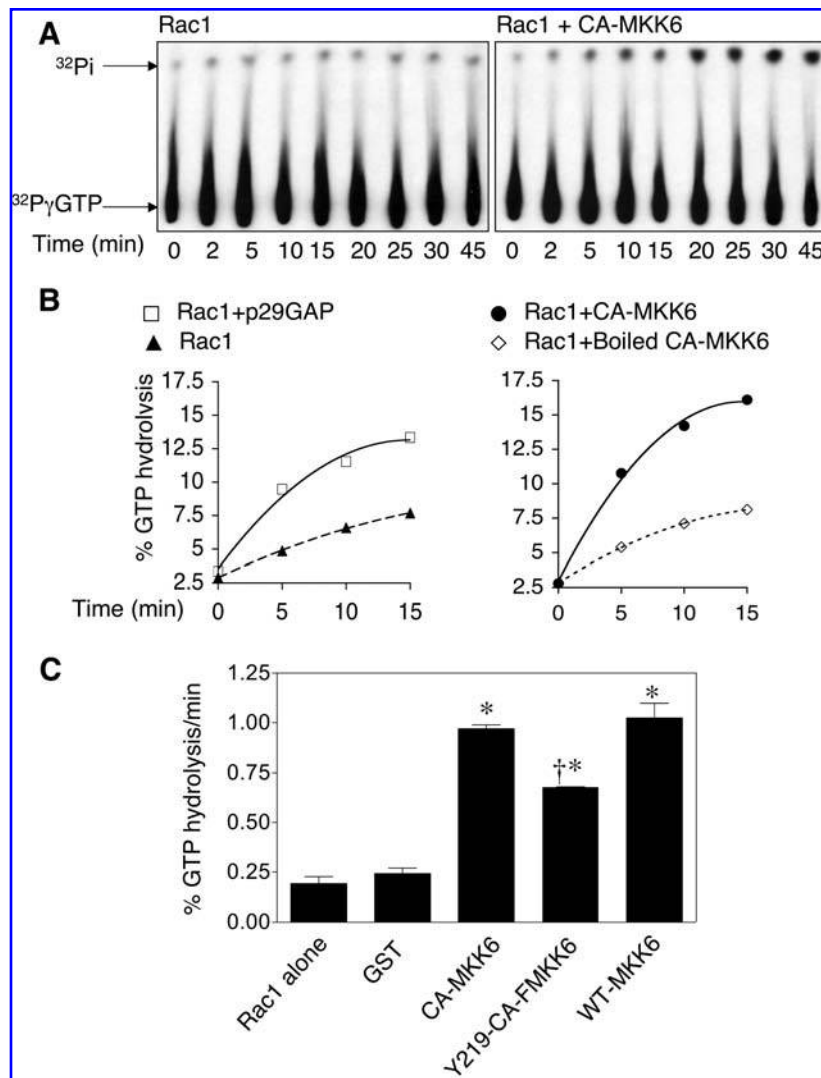 A
Rac1
Rac1 + CA-MKK6
32Pi
32PγGTP
Time (min)
0 2 5 10 15 20 25 30 45
0 2 5 10 15 20 25 30 45
B
Rac1+p29GAP
Rac1
Rac1+CA-MKK6
Rac1+Boiled CA-MKK6
% GTP hydrolysis
17.5
15
12.5
10
7.5
5
2.5
17.5
15
12.5
10
7.5
5
2.5
Time (min)
0 5 10 15
0 5 10 15
C
% GTP hydrolysis/min
1.25
1.00
0.75
0.50
0.25
0.00
*
†*
*
Rac1 alone
GST
CA-MKK6
Y219-CA-FMKK6
WT-MKK6